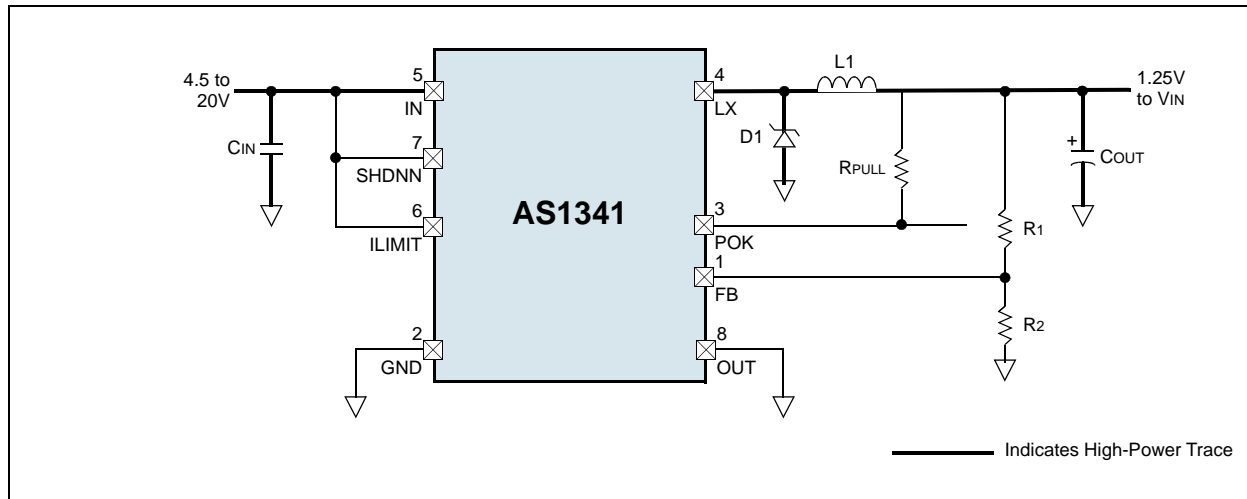 4.5 to
20V
5
IN
CIN
7
SHDNN
6
ILIMIT
2
GND
AS1341
4
LX
L1
D1
RPULL
3
POK
1
FB
8
OUT
1.25V
to VIN
+
COUT
R1
R2
Indicates High-Power Trace